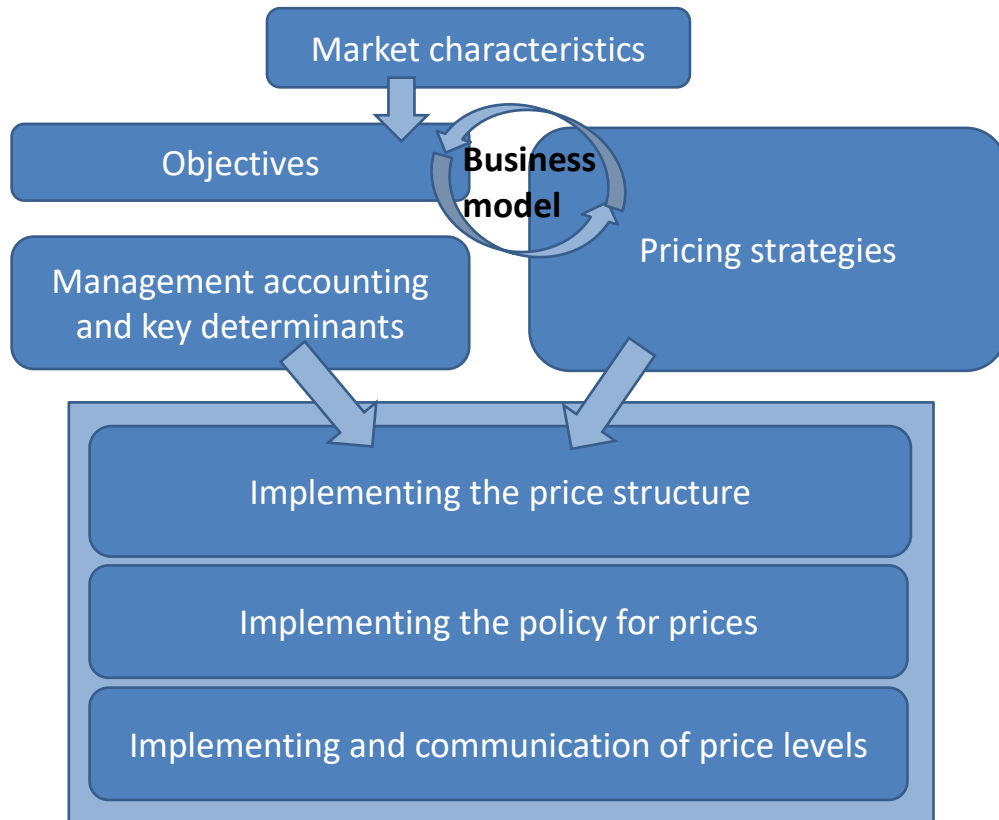 Market characteristics
Objectives
Business
model
Pricing strategies
Management accounting
and key determinants
Implementing the price structure
Implementing the policy for prices
Implementing and communication of price levels